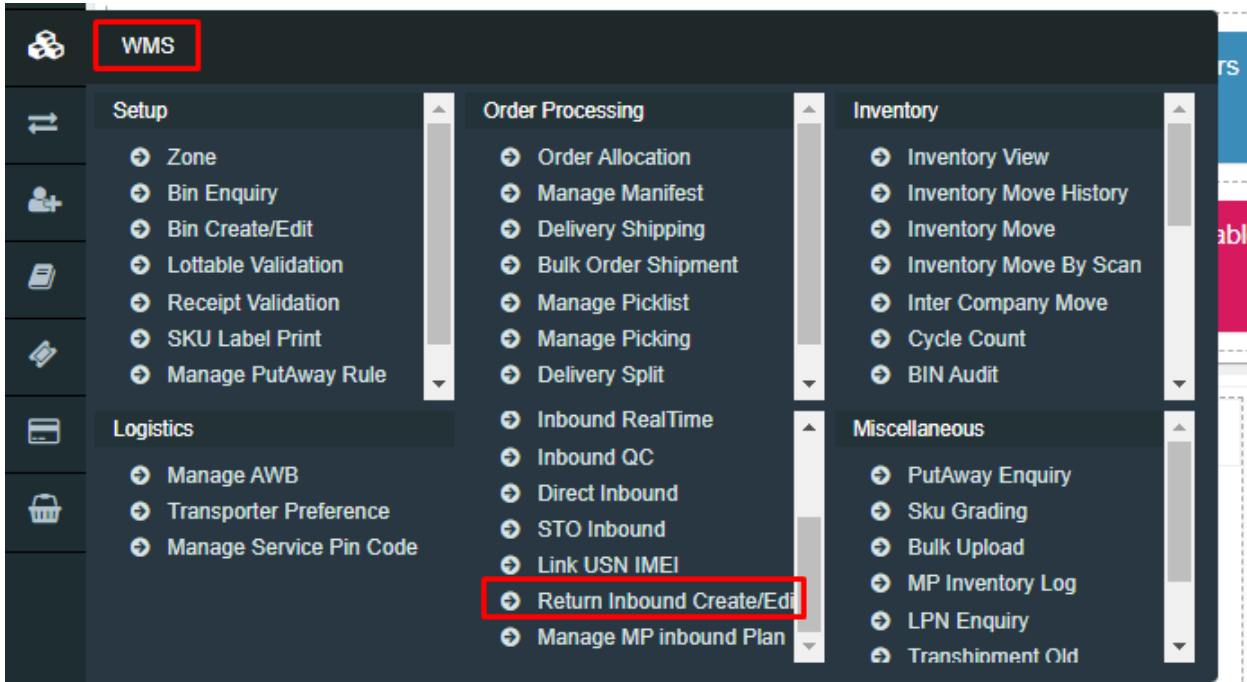 WMS
rs
Setup
Zone
Bin Enquiry
Bin Create/Edit
Lottable Validation
Receipt Validation
SKU Label Print
Manage PutAway Rule
Order Processing
Order Allocation
Manage Manifest
Delivery Shipping
Bulk Order Shipment
Manage Picklist
Manage Picking
Delivery Split
Inventory
Inventory View
Inventory Move History
Inventory Move
Inventory Move By Scan
Inter Company Move
Cycle Count
BIN Audit
abl
Logistics
Manage AWB
Transporter Preference
Manage Service Pin Code
Inbound RealTime
Inbound QC
Direct Inbound
STO Inbound
Link USN IMEI
Return Inbound Create/Edi
Manage MP inbound Plan
Miscellaneous
PutAway Enquiry
Sku Grading
Bulk Upload
MP Inventory Log
LPN Enquiry
Transhipment Old